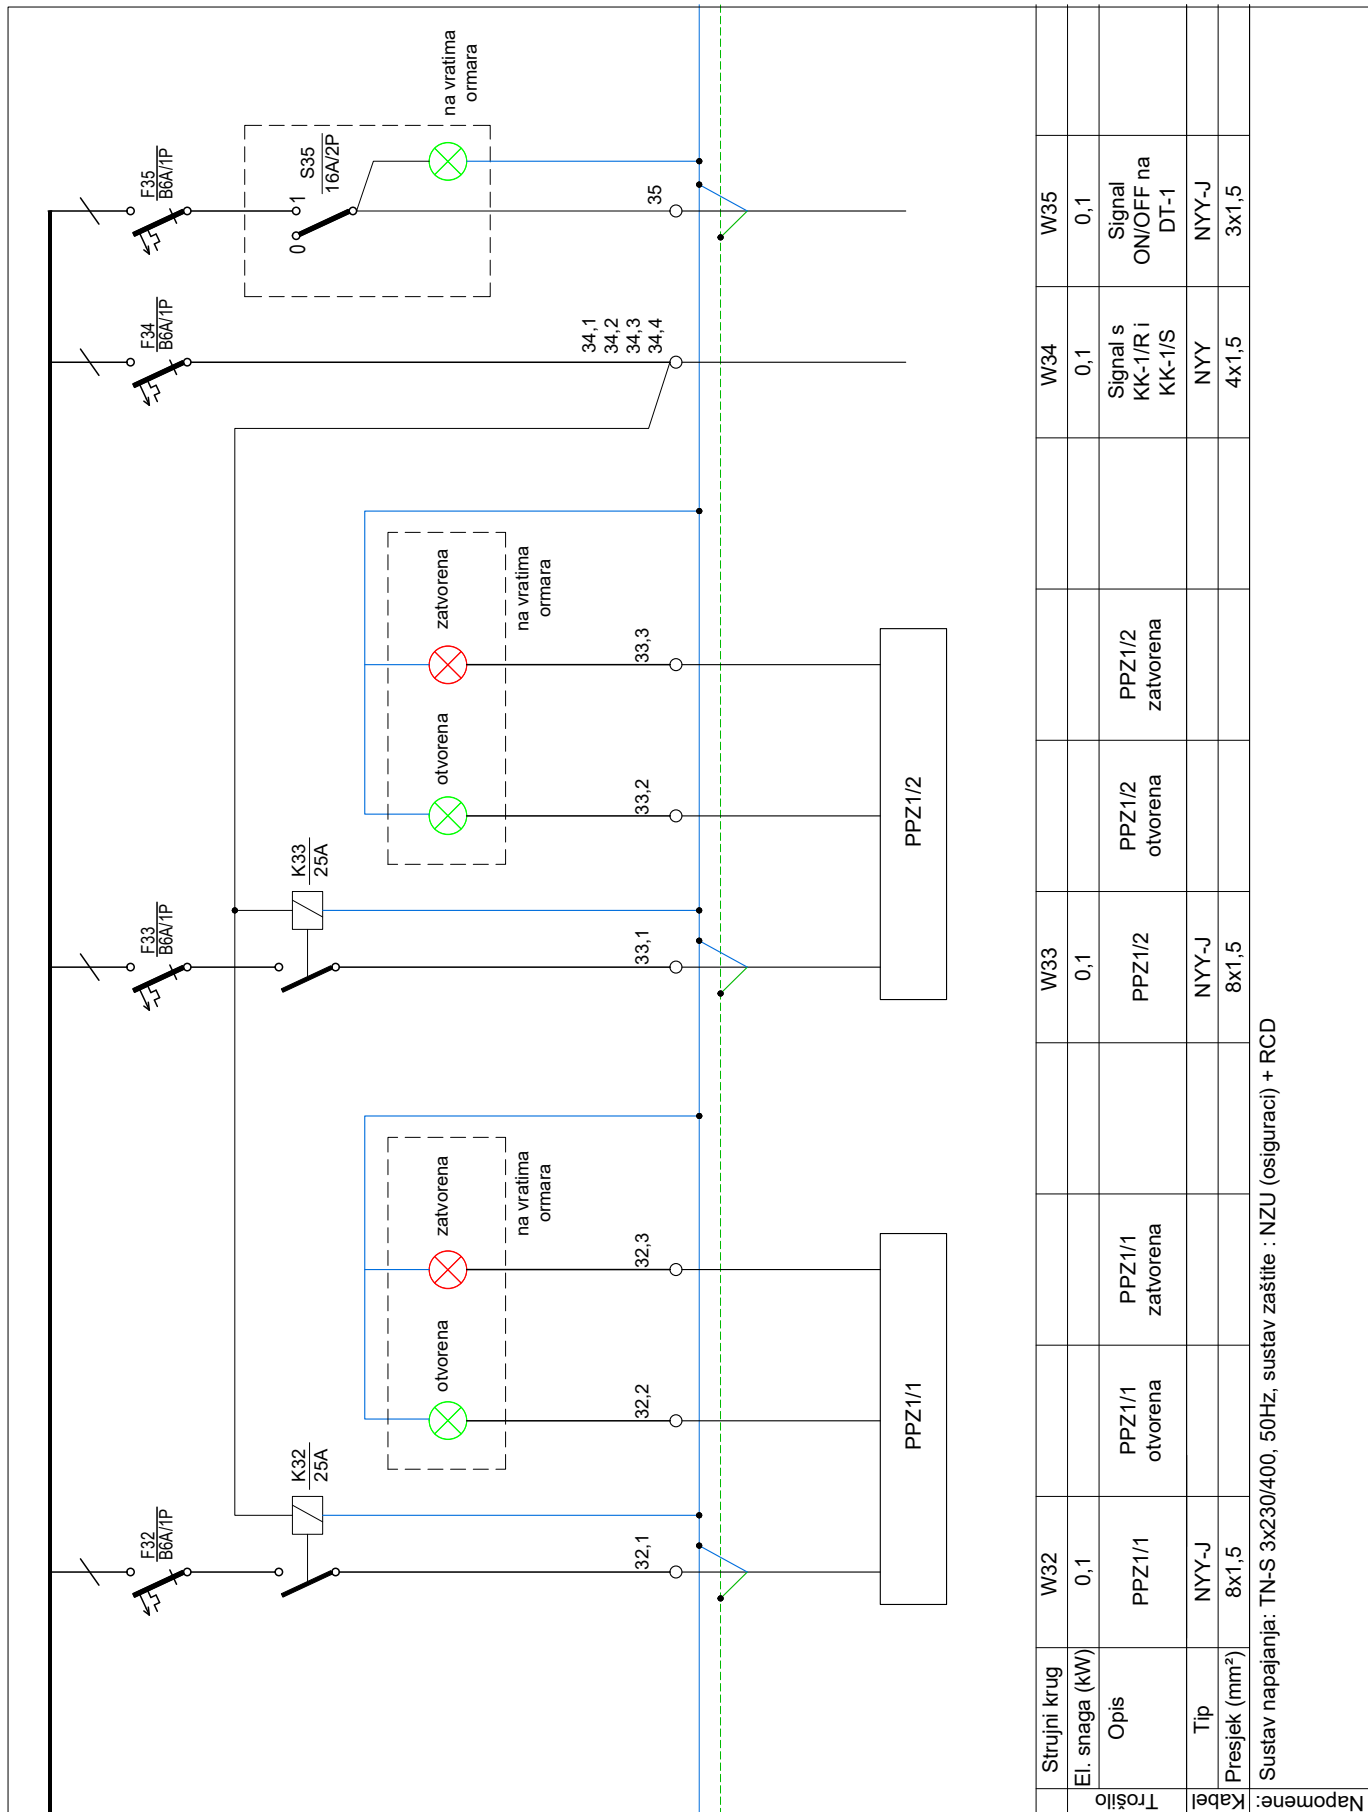 F32
B6A/1P
F33
B6A/1P
F34
B6A/1P
F35
B6A/1P
K32
25A
K33
25A
0
1
S35
16A/2P
otvorena
zatvorena
na vratima
ormara
otvorena
zatvorena
na vratima
ormara
na vratima
ormara
32,1
32,2
32,3
33,1
33,2
33,3
34,1
34,2
34,3
34,4
35
PPZ1/1
PPZ1/2
Strujni krug
W32
W33
W34
W35
Trošilo
El. snaga (kW)
0,1
0,1
0,1
0,1
Opis
PPZ1/1
PPZ1/1
otvorena
PPZ1/1
zatvorena
PPZ1/2
PPZ1/2
otvorena
PPZ1/2
zatvorena
Signal s
KK-1/R i
KK-1/S
Signal
ON/OFF na
DT-1
Kabel
Tip
NYY-J
NYY-J
NYY
NYY-J
Presjek (mm²)
8x1,5
8x1,5
4x1,5
3x1,5
Napomene:
Sustav napajanja: TN-S 3x230/400, 50Hz, sustav zaštite : NZU (osiguraci) + RCD